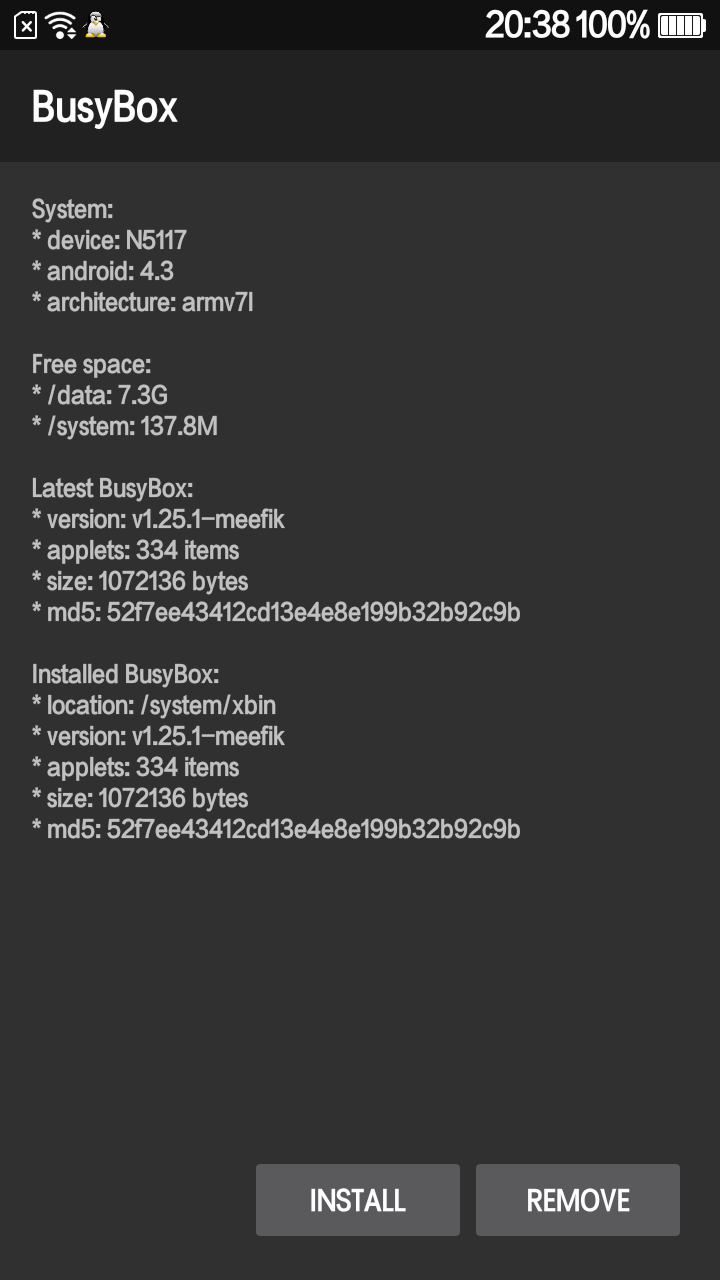 20:38 100%
BusyBox
System:
* device: N5117
* android: 4.3
* architecture: armv7l
Free space:
* /data: 7.3G
* /system: 137.8M
Latest BusyBox:
* version: v1.25.1-meefik
* applets: 334 items
* size: 1072136 bytes
* md5: 52f7ee43412cd13e4e8e199b32b92c9b
Installed BusyBox:
* location: /system/xbin
* version: v1.25.1-meefik
* applets: 334 items
* size: 1072136 bytes
* md5: 52f7ee43412cd13e4e8e199b32b92c9b
INSTALL REMOVE